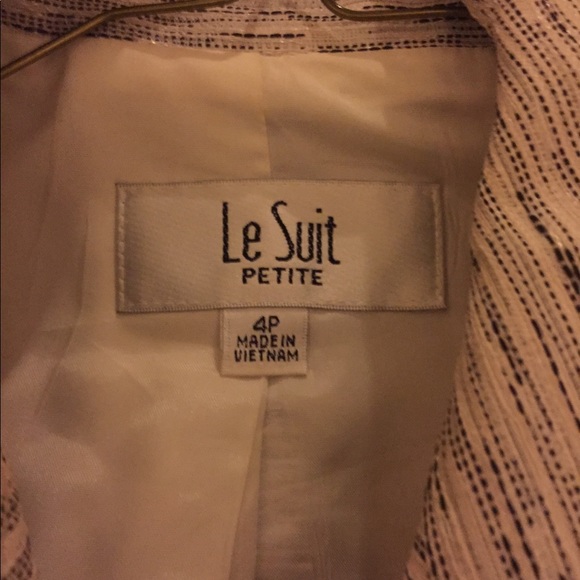 Le Suit
PETITE
4P
MADE IN
VIETNAM